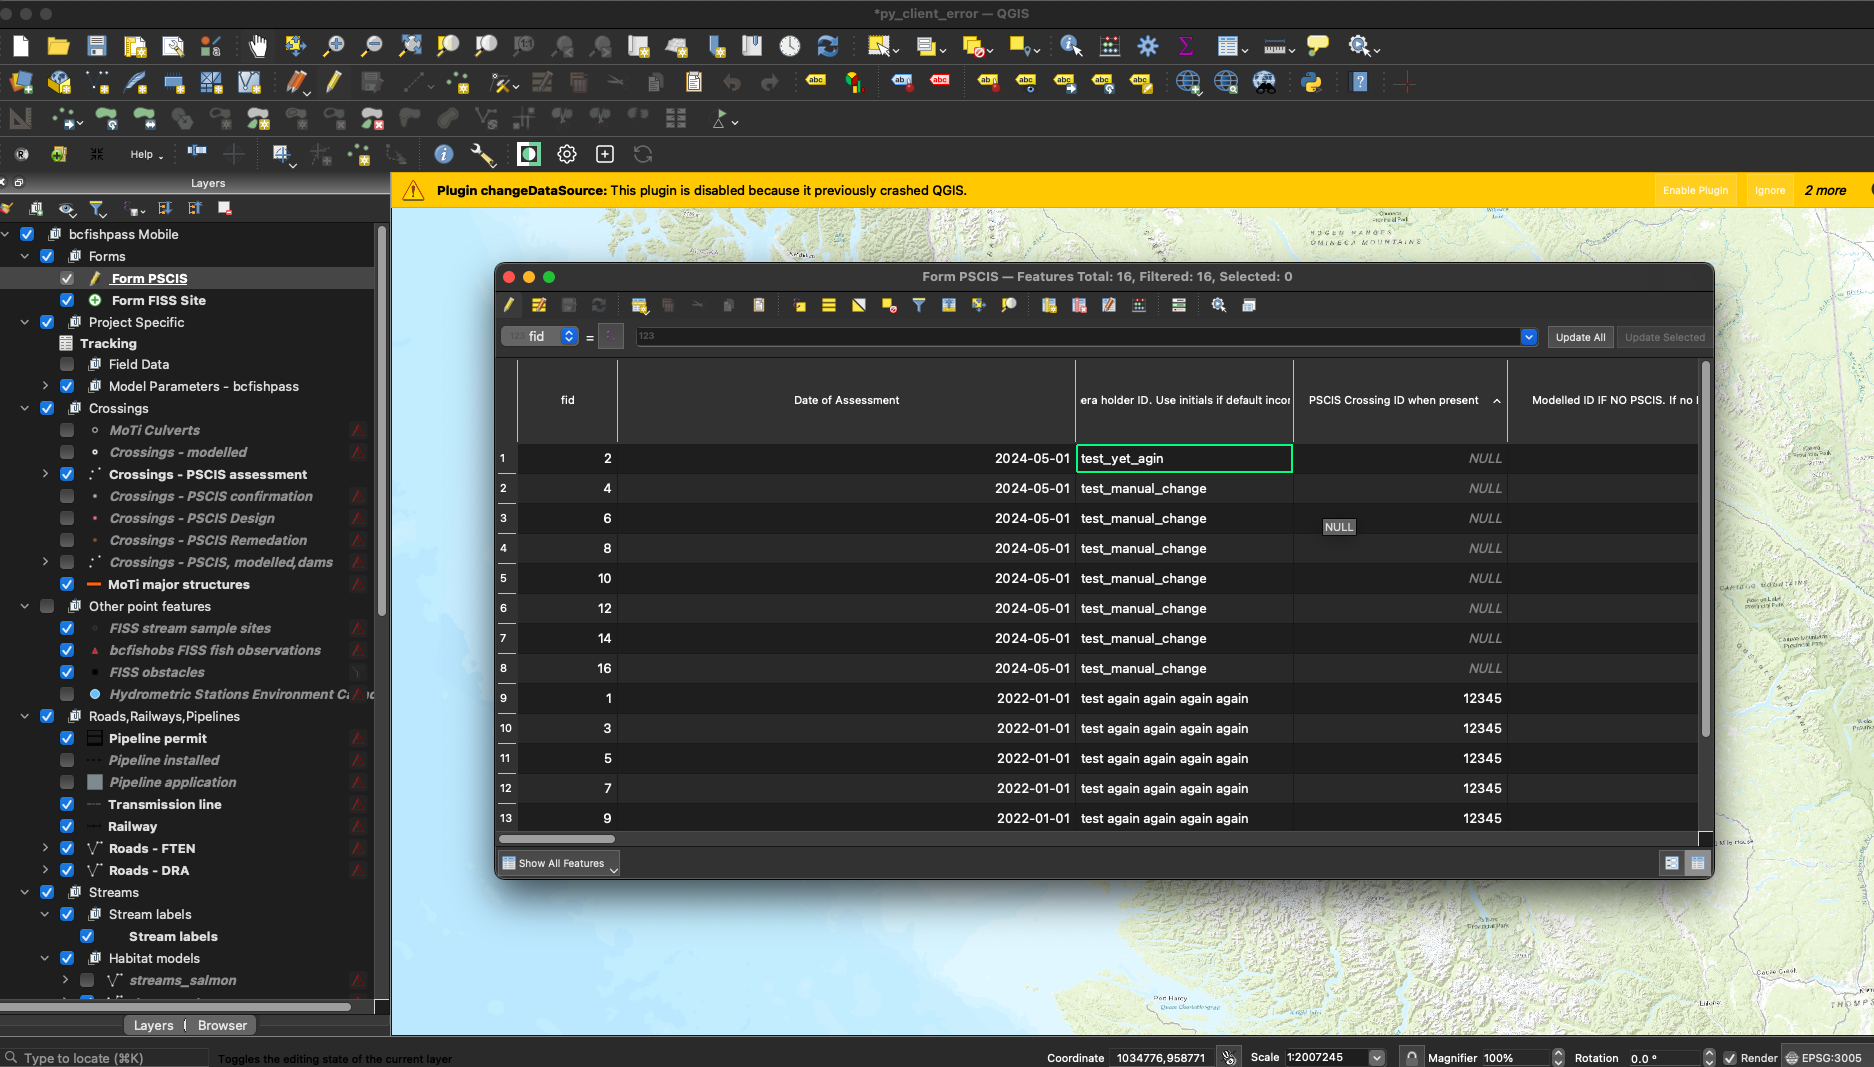 *py_client_error — QGIS
Help
Layers
Plugin changeDataSource: This plugin is disabled because it previously crashed QGIS.
Enable Plugin
Ignore
2 more
bcfishpass Mobile
Forms
Form PSCIS
Form FISS Site
Project Specific
Tracking
Field Data
Model Parameters - bcfishpass
Crossings
MoTi Culverts
Crossings - modelled
Crossings - PSCIS assessment
Crossings - PSCIS confirmation
Crossings - PSCIS Design
Crossings - PSCIS Remedation
Crossings - PSCIS, modelled,dams
MoTi major structures
Other point features
FISS stream sample sites
bcfishobs FISS fish observations
FISS obstacles
Hydrometric Stations Environment
Roads,Railways,Pipelines
Pipeline permit
Pipeline installed
Pipeline application
Transmission line
Railway
Roads - FTEN
Roads - DRA
Streams
Stream labels
Stream labels
Habitat models
streams_salmon
Layers
Browser
Form PSCIS — Features Total: 16, Filtered: 16, Selected: 0
123 fid
=
123
Update All
Update Selected
fid
Date of Assessment
era holder ID. Use initials if default incor
PSCIS Crossing ID when present
Modelled ID IF NO PSCIS. If no
1 2 2024-05-01 test_yet_agin NULL
2 4 2024-05-01 test_manual_change NULL
3 6 2024-05-01 test_manual_change NULL
NULL
4 8 2024-05-01 test_manual_change NULL
5 10 2024-05-01 test_manual_change NULL
6 12 2024-05-01 test_manual_change NULL
7 14 2024-05-01 test_manual_change NULL
8 16 2024-05-01 test_manual_change NULL
9 1 2022-01-01 test again again again again 12345
10 3 2022-01-01 test again again again again 12345
11 5 2022-01-01 test again again again again 12345
12 7 2022-01-01 test again again again again 12345
13 9 2022-01-01 test again again again again 12345
Show All Features
OMINECA MOUNTAINS
Port Hardy
Type to locate (⌘K)
Toggles the editing state of the current layer
Coordinate 1034776,958771
Scale 1:2007245
Magnifier 100%
Rotation 0.0 °
Render
EPSG:3005